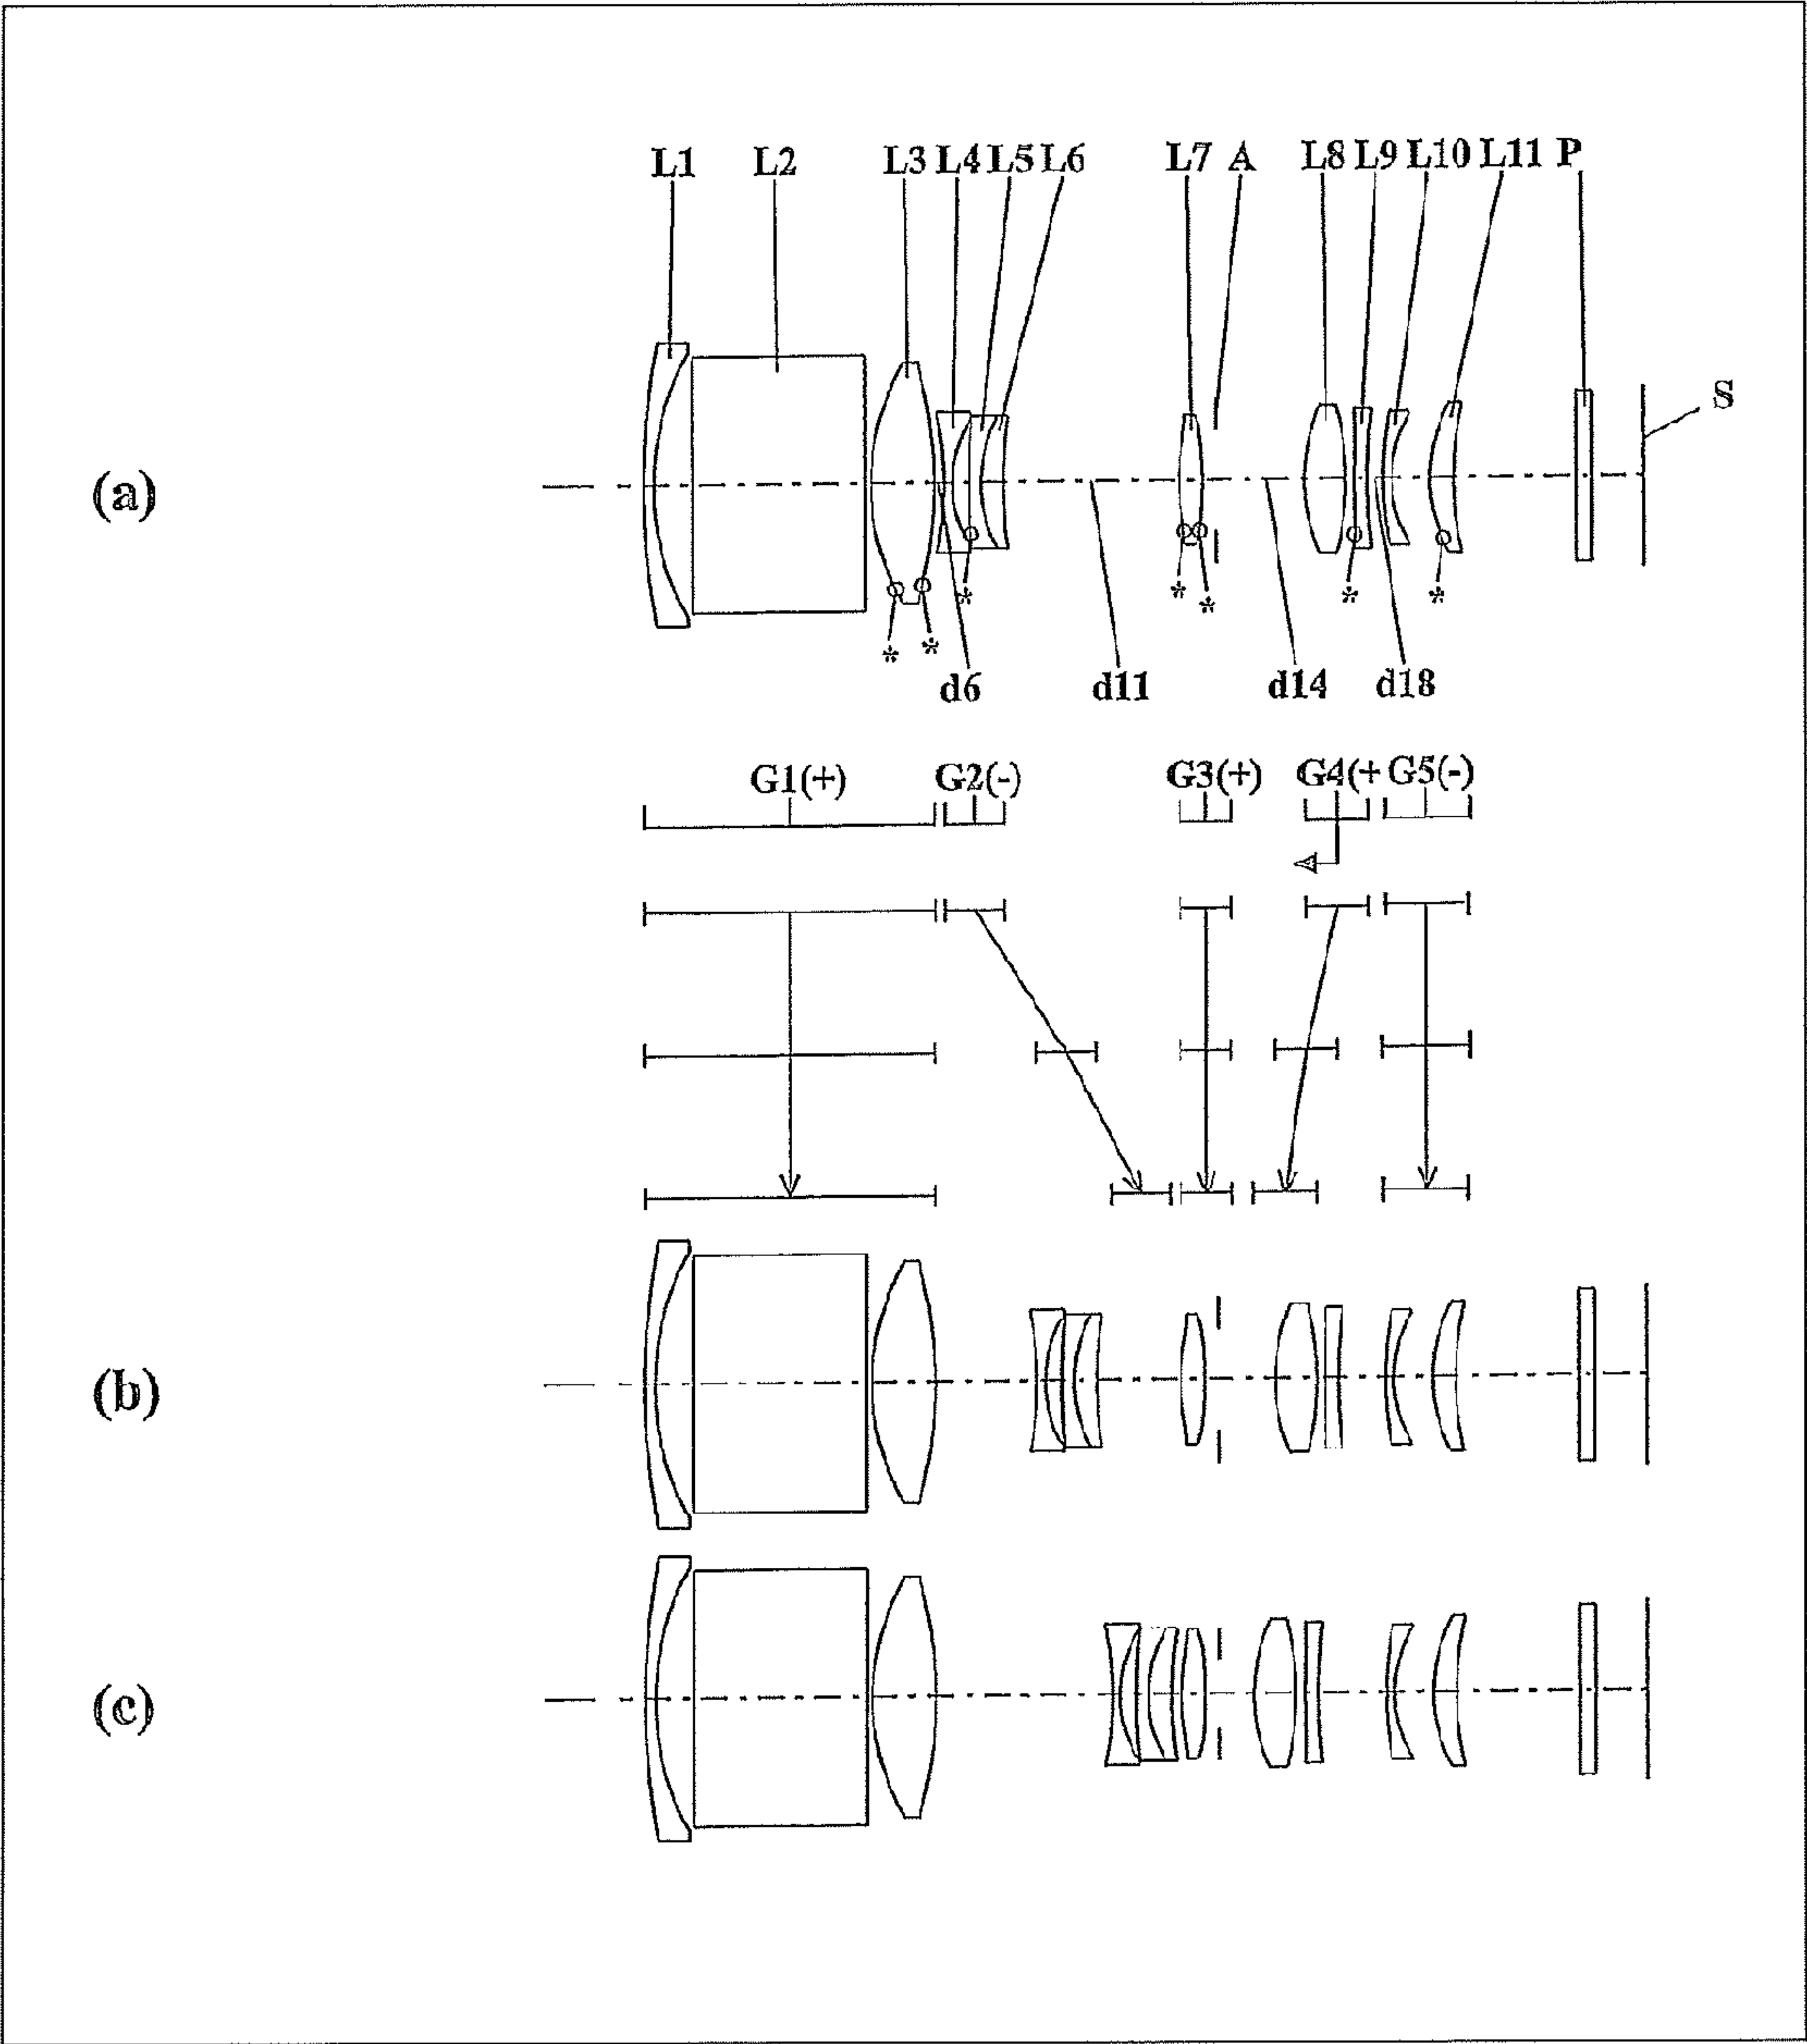 L1 L2 L3 L4 L5 L6 L7 A L8 L9 L10 L11 P
S
(a)
* * * * * * *
d6 d11 d14 d18
G1(+) G2(-) G3(+) G4(+ G5(-)
(b)
(c)